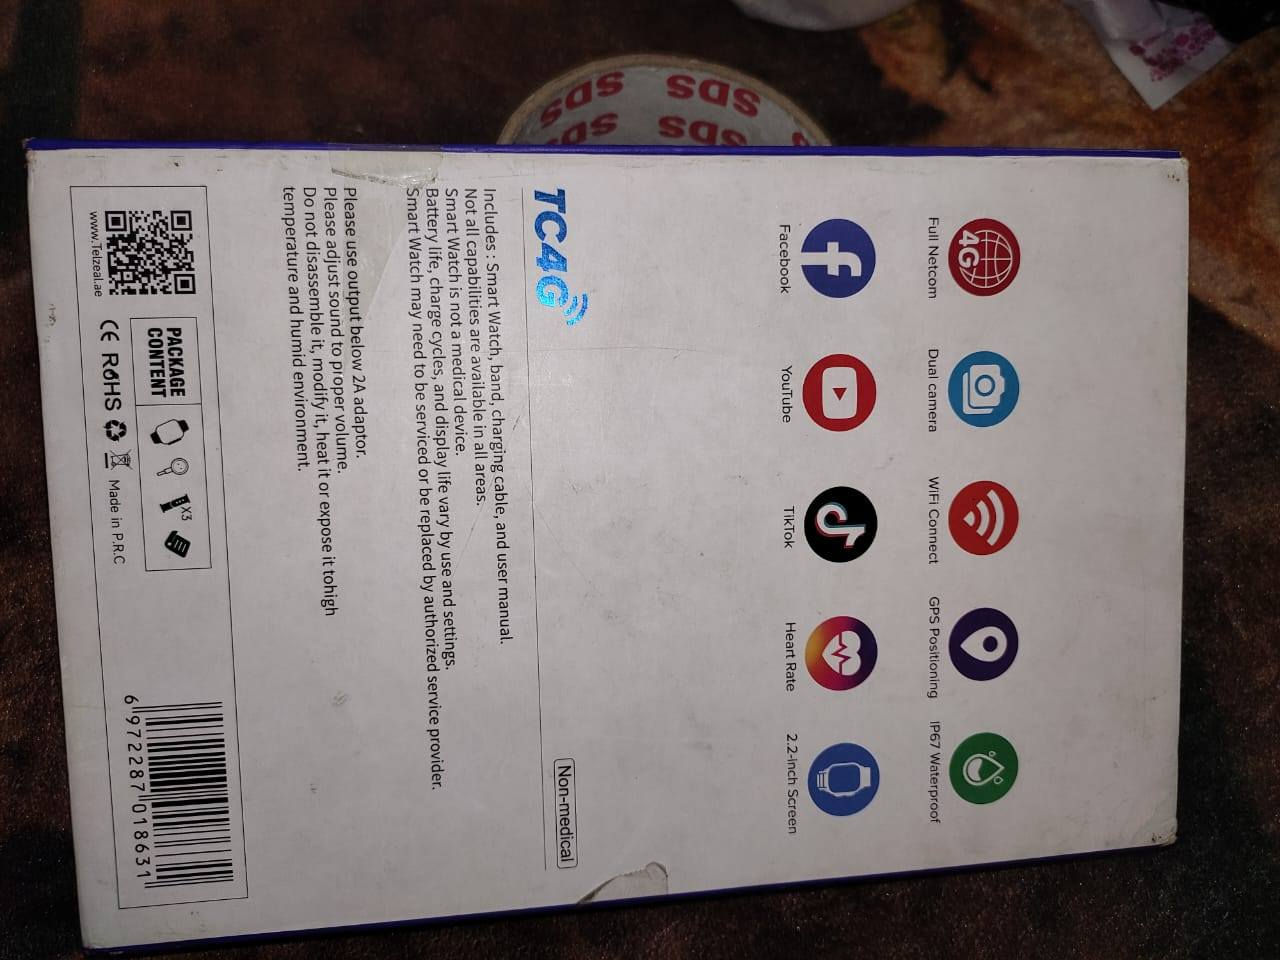 SDS SDS
SDS SDS S
4G
Full Netcom
Dual camera
WiFi Connect
GPS Positioning
IP67 Waterproof
Facebook
YouTube
TikTok
Heart Rate
2.2-inch Screen
TC4G
Non-medical
Includes : Smart Watch, band, charging cable, and user manual.
Not all capabilities are available in all areas.
Smart Watch is not a medical device.
Battery life, charge cycles, and display life vary by use and settings.
Smart Watch may need to be serviced or be replaced by authorized service provider.
Please use output below 2A adaptor.
Please adjust sound to proper volume.
Do not disassemble it, modify it, heat it or expose it tohigh
temperature and humid environment.
www.Telzeal.ae
PACKAGE
CONTENT
X3
CE RoHS
Made in P.R.C
6 972287 018631